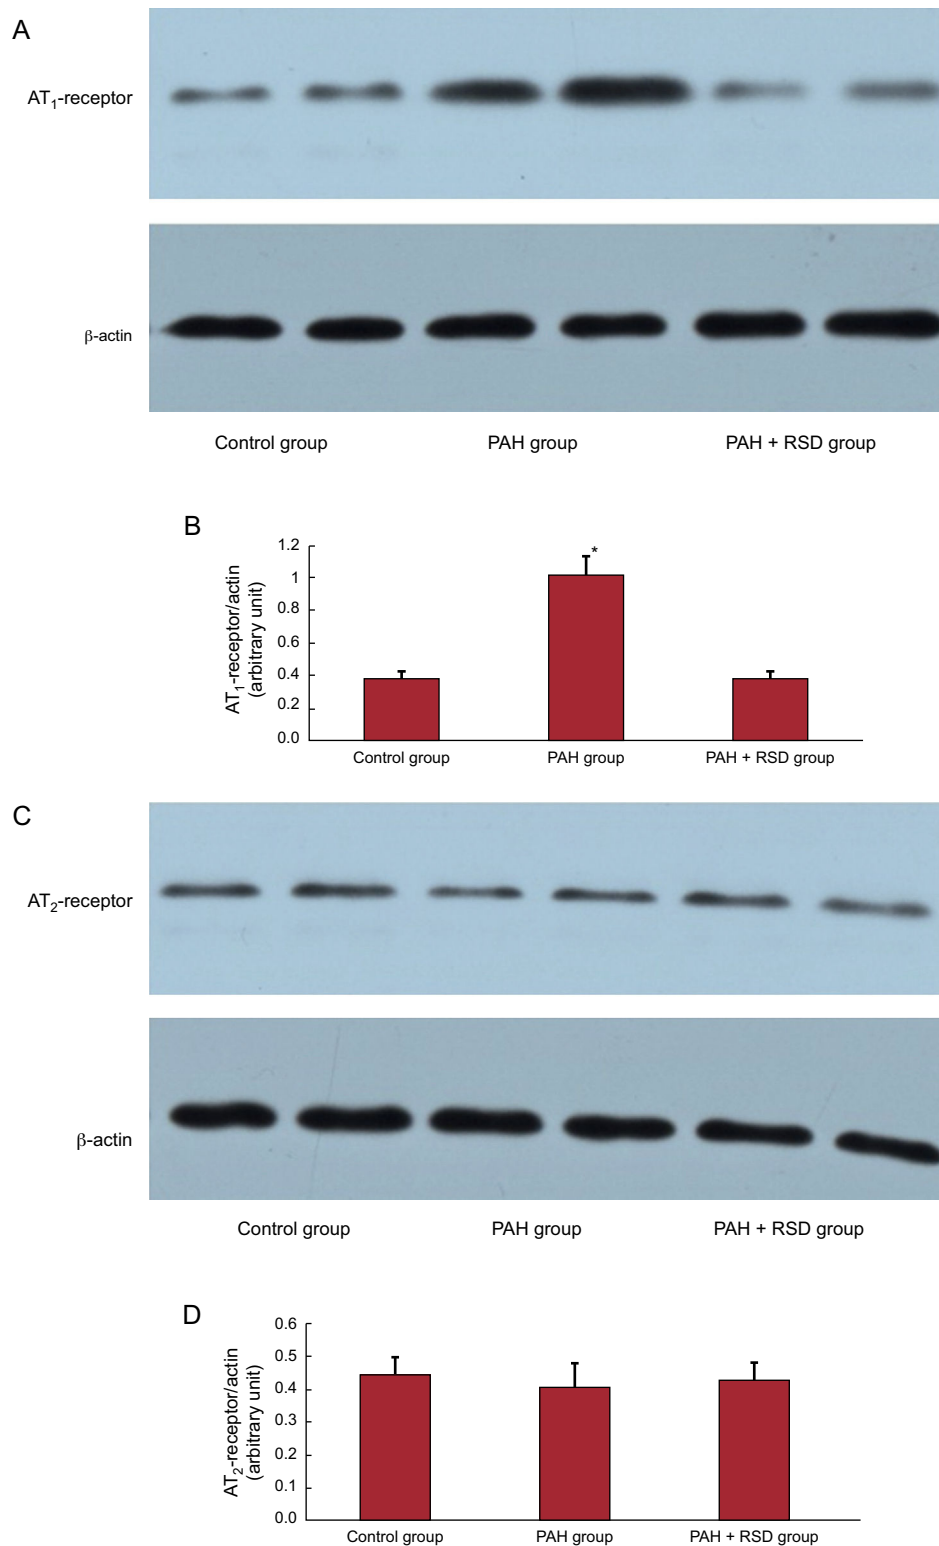 A
AT₁-receptor
β-actin
Control group PAH group PAH + RSD group
B
AT₁-receptor/actin
(arbitrary unit)
1.2
1
0.8
0.6
0.4
0.2
0.0
*
Control group PAH group PAH + RSD group
C
AT₂-receptor
β-actin
Control group PAH group PAH + RSD group
D
AT₂-receptor/actin
(arbitrary unit)
0.6
0.5
0.4
0.3
0.2
0.1
0.0
Control group PAH group PAH + RSD group